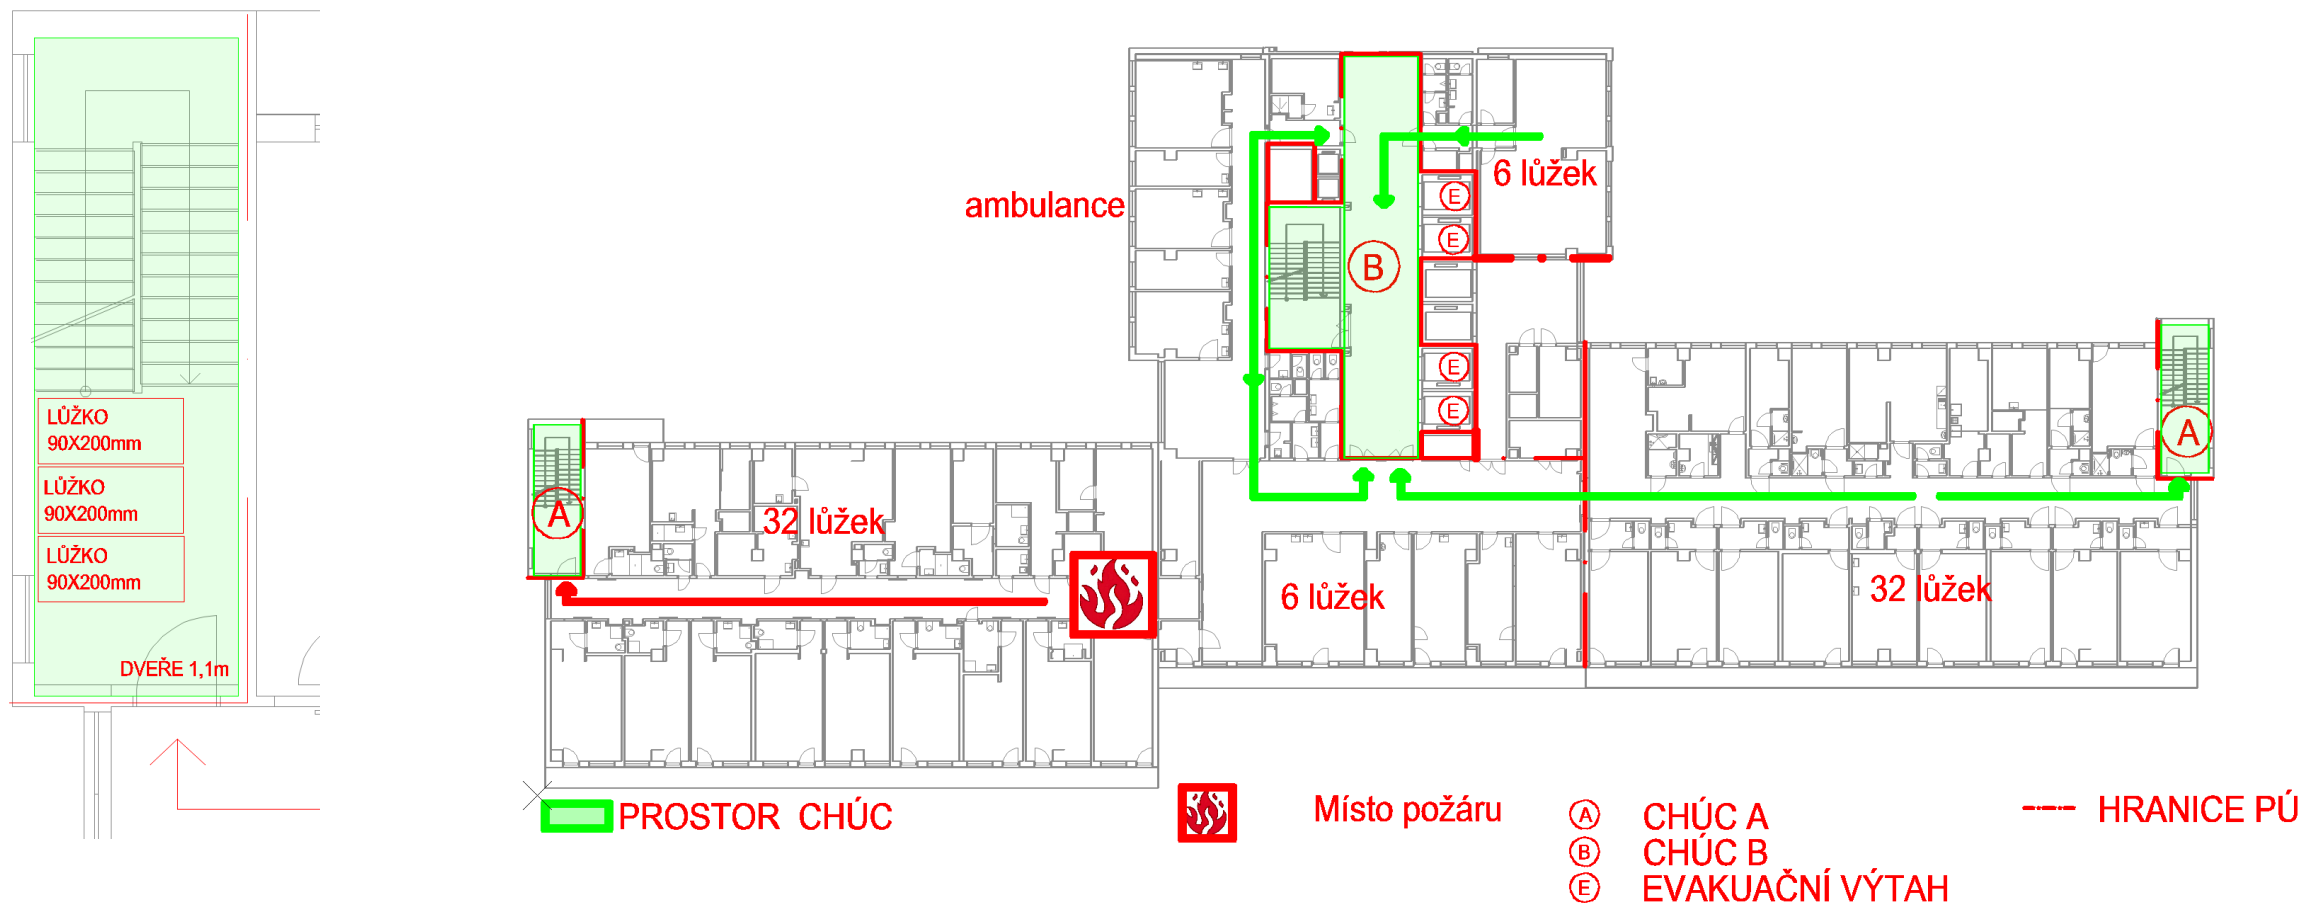 LŮŽKO
90X200mm
LŮŽKO
90X200mm
LŮŽKO
90X200mm
DVEŘE 1,1m
ambulance
6 lůžek
E
E
B
E
E
A
A
32 lůžek
6 lůžek
32 lůžek
PROSTOR CHÚC
Místo požáru
A CHÚC A
B CHÚC B
E EVAKUAČNÍ VÝTAH
HRANICE PÚ